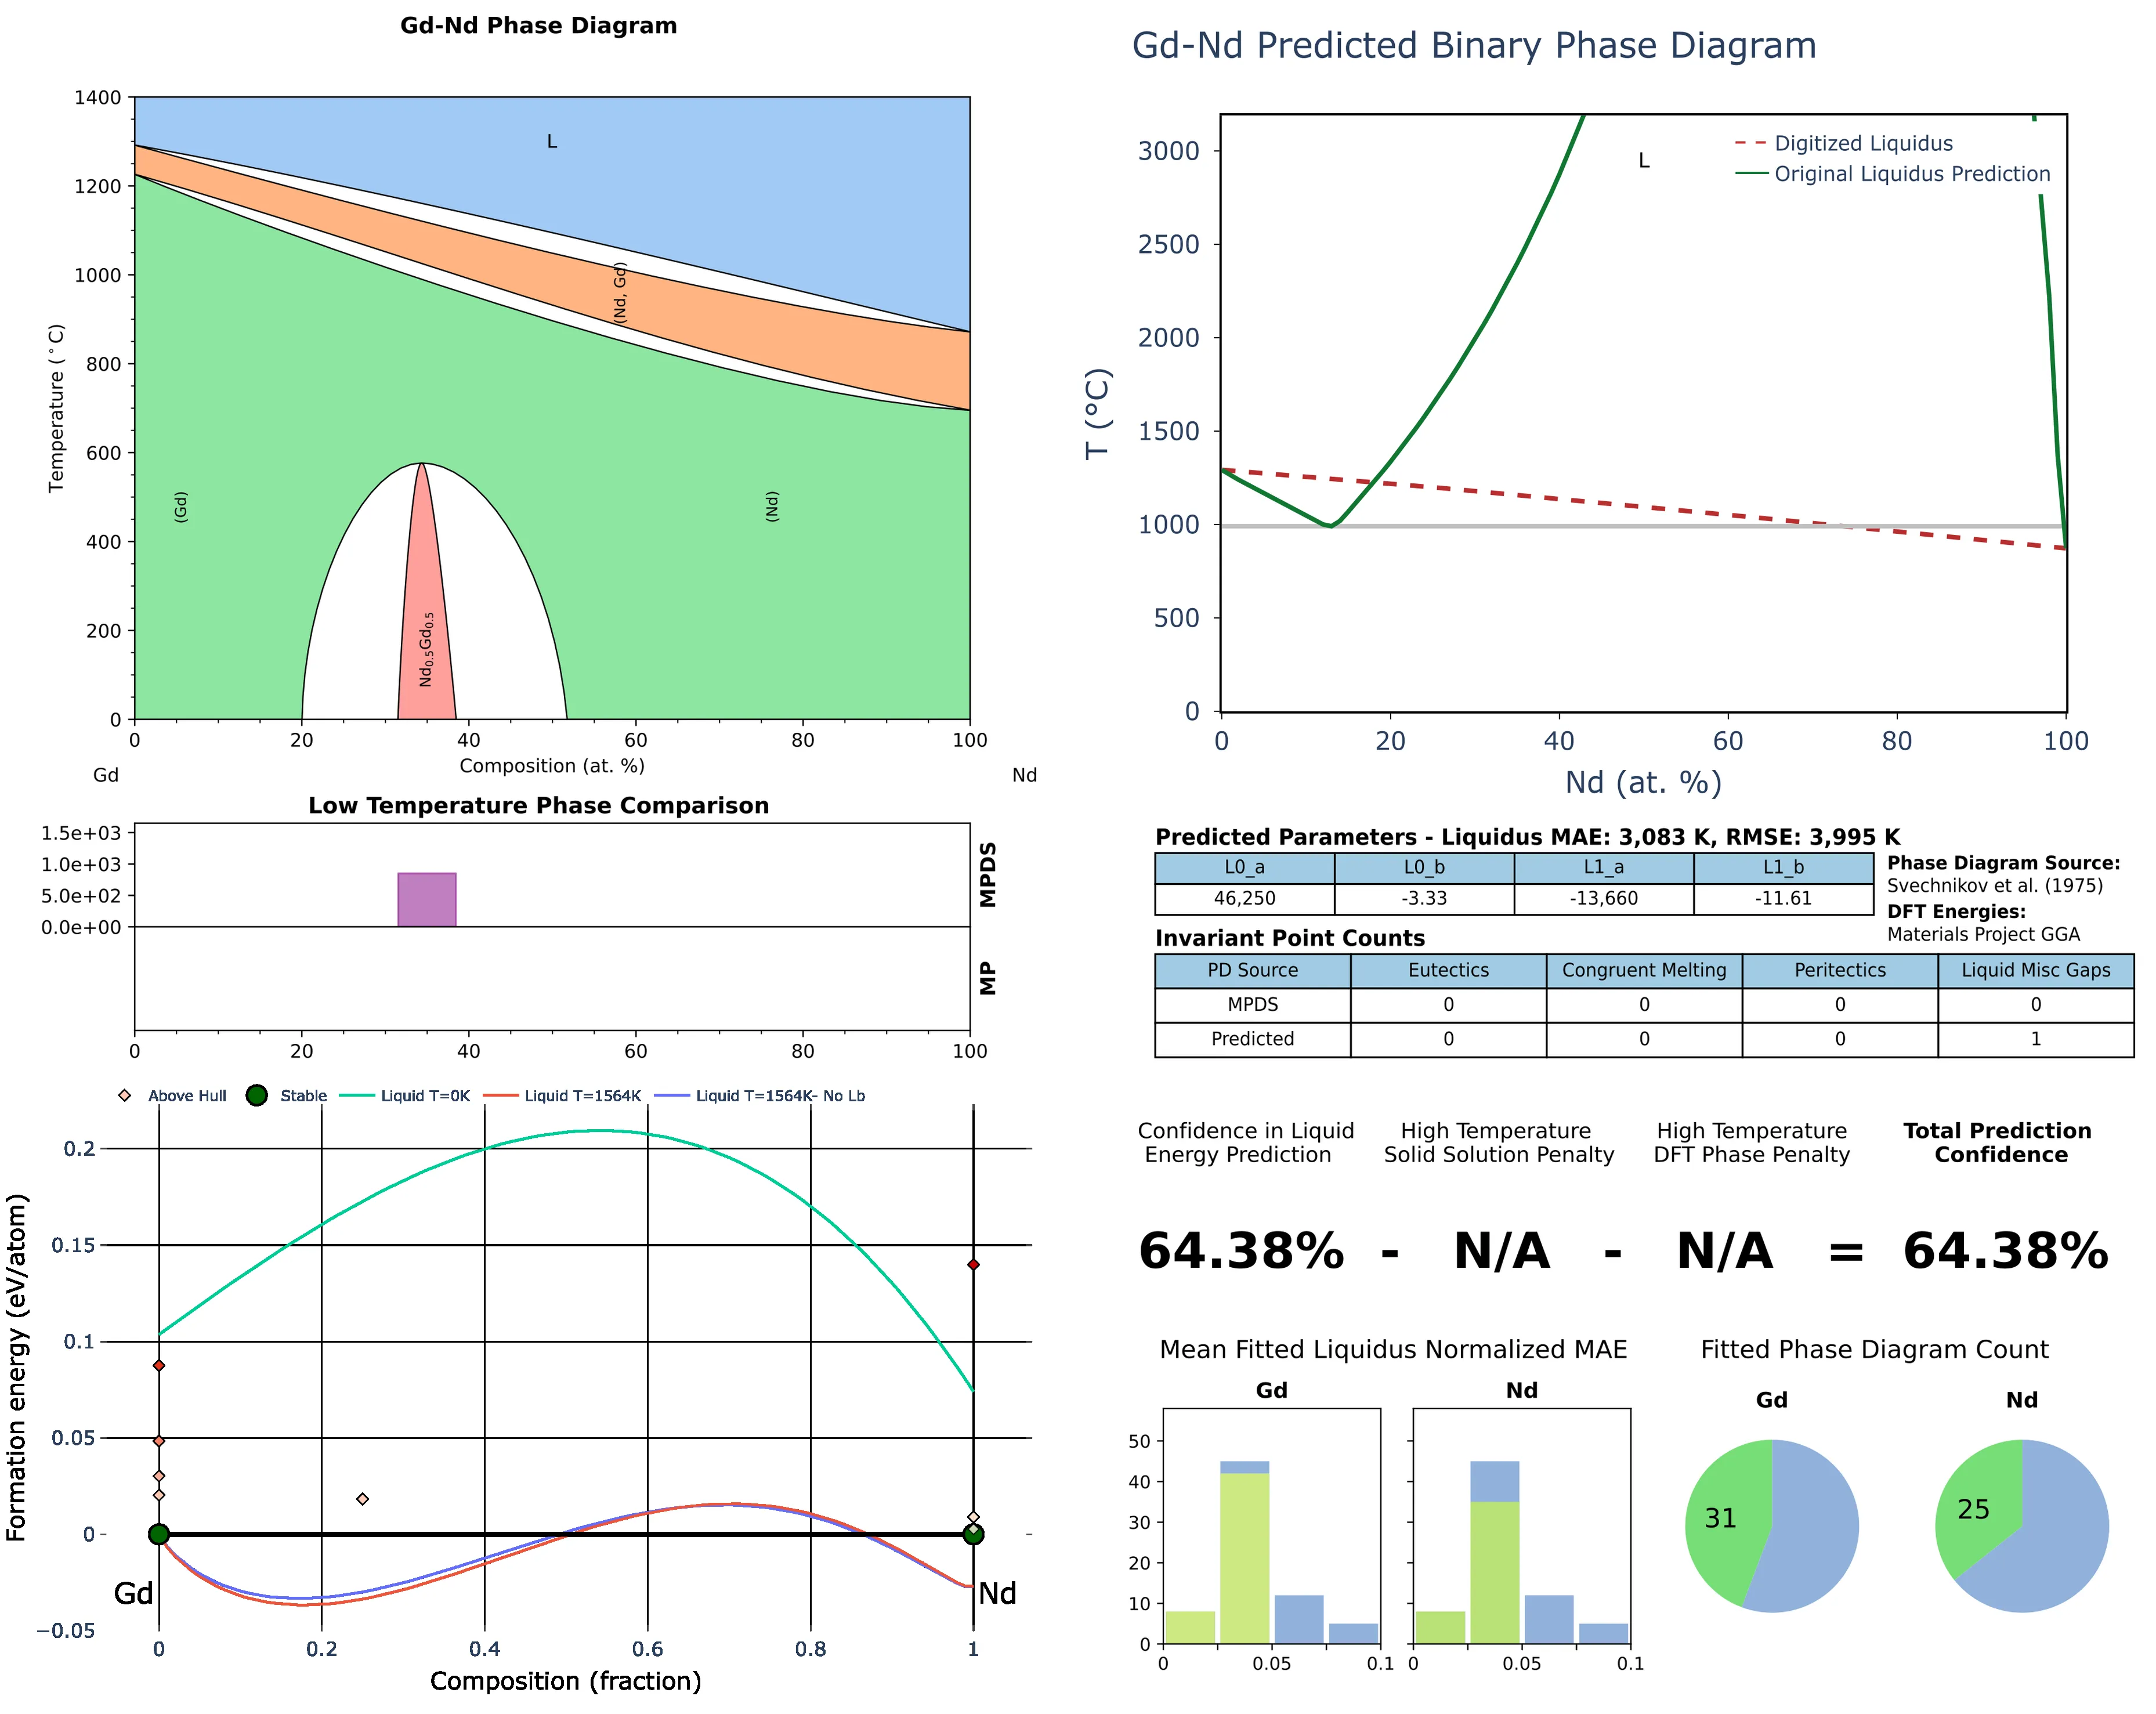 Gd-Nd Phase Diagram
1400
1200
1000
800
600
400
200
0
Temperature (°C)
L
(Nd, Gd)
(Gd)
(Nd)
Nd0.5Gd0.5
0 20 40 60 80 100
Composition (at. %)
Gd Nd
Low Temperature Phase Comparison
1.5e+03
1.0e+03
5.0e+02
0.0e+00
MPDS
MP
0 20 40 60 80 100
Above Hull Stable Liquid T=0K Liquid T=1564K Liquid T=1564K- No Lb
0.2
0.15
0.1
0.05
0
−0.05
Formation energy (eV/atom)
Gd Nd
0 0.2 0.4 0.6 0.8 1
Composition (fraction)
Gd-Nd Predicted Binary Phase Diagram
3000
2500
2000
1500
1000
500
0
T (°C)
L
Digitized Liquidus
Original Liquidus Prediction
0 20 40 60 80 100
Nd (at. %)
Predicted Parameters - Liquidus MAE: 3,083 K, RMSE: 3,995 K
L0_a L0_b L1_a L1_b
46,250 -3.33 -13,660 -11.61
Phase Diagram Source:
Svechnikov et al. (1975)
DFT Energies:
Materials Project GGA
Invariant Point Counts
PD Source Eutectics Congruent Melting Peritectics Liquid Misc Gaps
MPDS 0 0 0 0
Predicted 0 0 0 1
Confidence in Liquid
Energy Prediction
High Temperature
Solid Solution Penalty
High Temperature
DFT Phase Penalty
Total Prediction
Confidence
64.38% - N/A - N/A = 64.38%
Mean Fitted Liquidus Normalized MAE
Gd Nd
50
40
30
20
10
0
0 0.05 0.1 0 0.05 0.1
Fitted Phase Diagram Count
Gd Nd
31 25